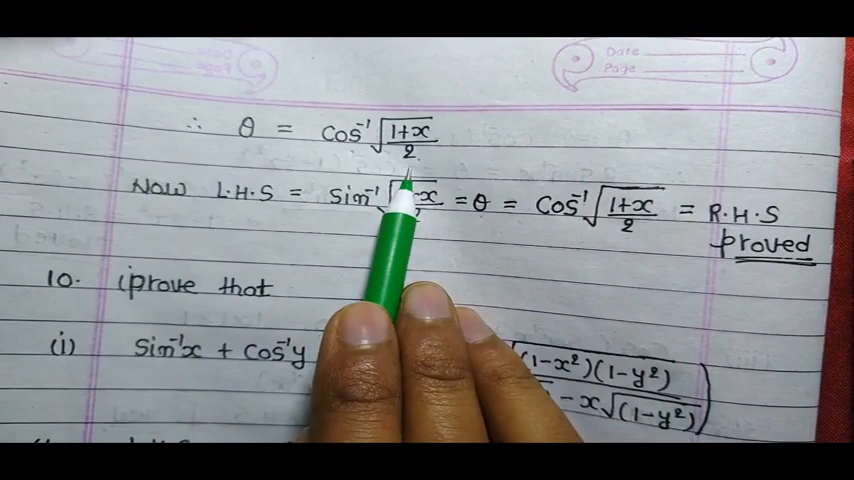 Date
Page
∴ θ = Cos⁻¹ √(1+x/2)
Now L.H.S = Sin⁻¹ √ -x = θ = Cos⁻¹ √(1+x/2) = R.H.S
proved
10. prove that
(i) Sin⁻¹x + Cos⁻¹y √(1-x²)(1-y²)
- x√(1-y²)